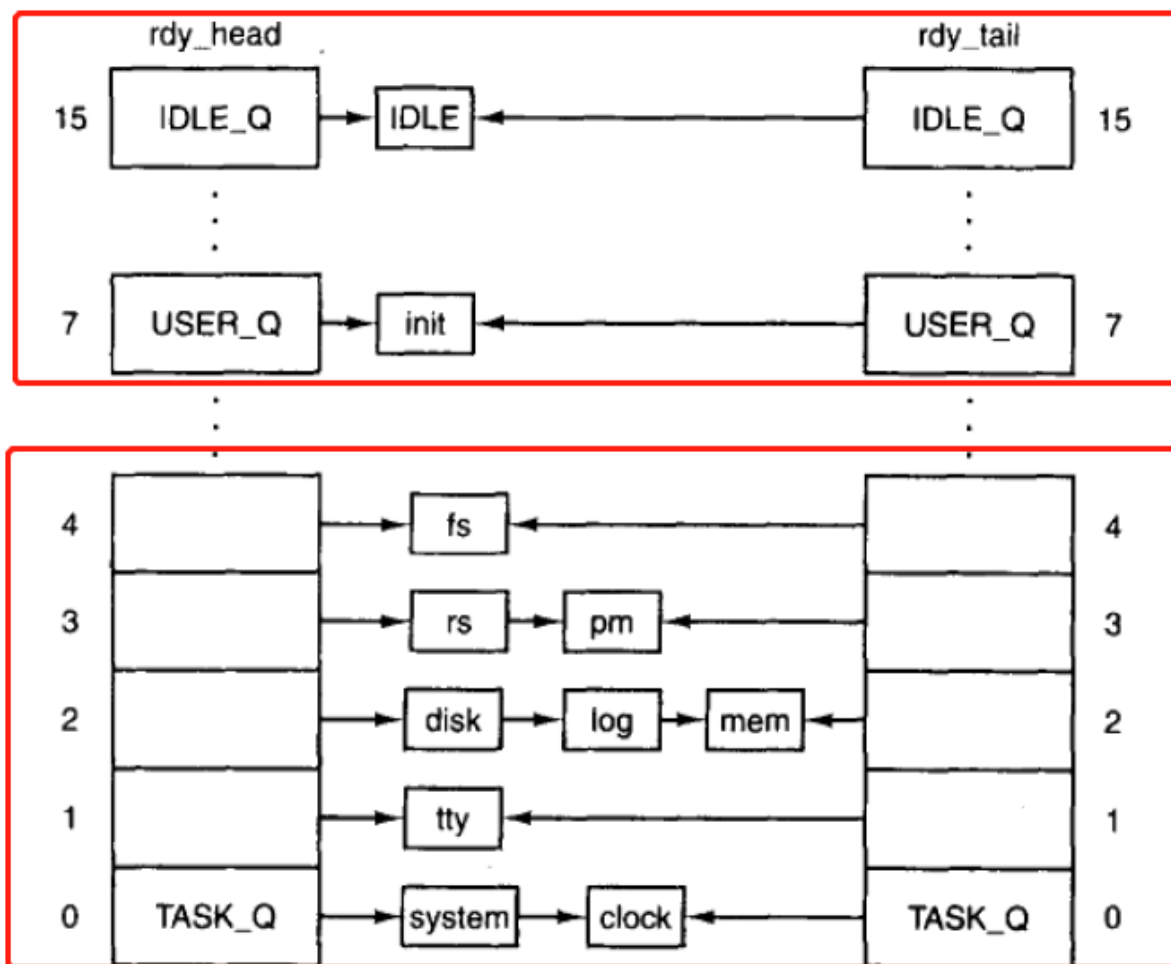 rdy_head rdy_tail
15 IDLE_Q IDLE IDLE_Q 15
7 USER_Q init USER_Q 7
4 fs 4
3 rs pm 3
2 disk log mem 2
1 tty 1
0 TASK_Q system clock TASK_Q 0